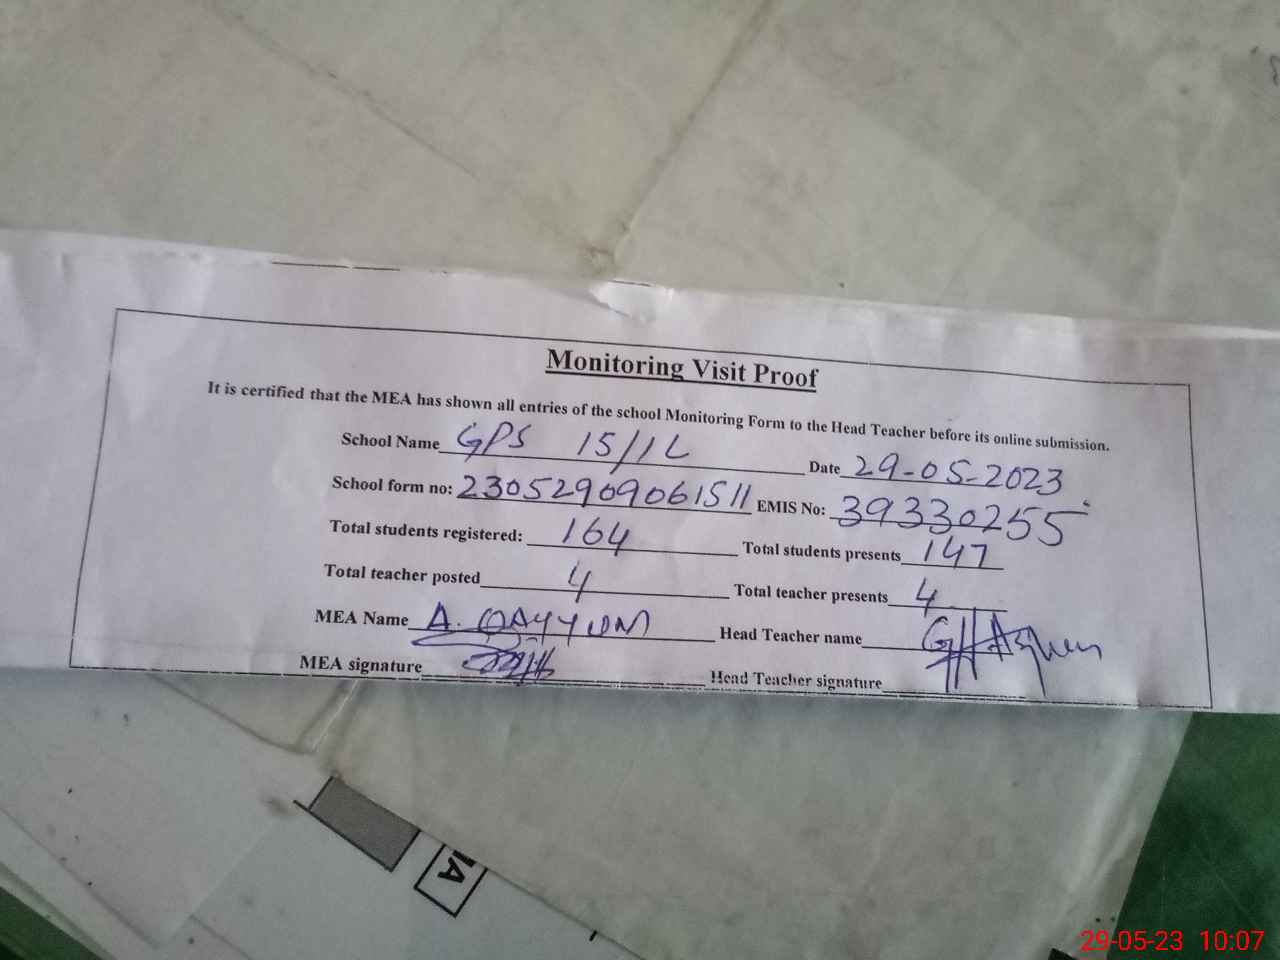 Monitoring Visit Proof
It is certified that the MEA has shown all entries of the school Monitoring Form to the Head Teacher before its online submission.
School Name GPS 15/1L Date 29-05-2023
School form no: 23052909061511 EMIS No: 39330255
Total students registered: 164 Total students presents 147
Total teacher posted 4 Total teacher presents 4
MEA Name A. QAYYUM Head Teacher name
MEA signature Head Teacher signature
29-05-23 10:07